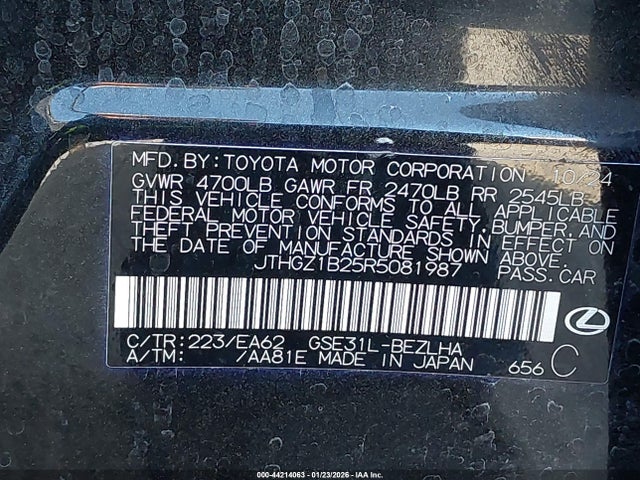 MFD. BY: TOYOTA MOTOR CORPORATION 10/24
GVWR 4700LB GAWR FR 2470LB RR 2545LB
THIS VEHICLE CONFORMS TO ALL APPLICABLE
FEDERAL MOTOR VEHICLE SAFETY, BUMPER, AND
THEFT PREVENTION STANDARDS IN EFFECT ON
THE DATE OF MANUFACTURE SHOWN ABOVE.
JTHGZ1B25R5081987 PASS. CAR
C/TR: 223/EA62 GSE31L-BEZLHA
A/TM: /AA81E MADE IN JAPAN 656 C
000-44214063 - 01/23/2026 - IAA Inc.